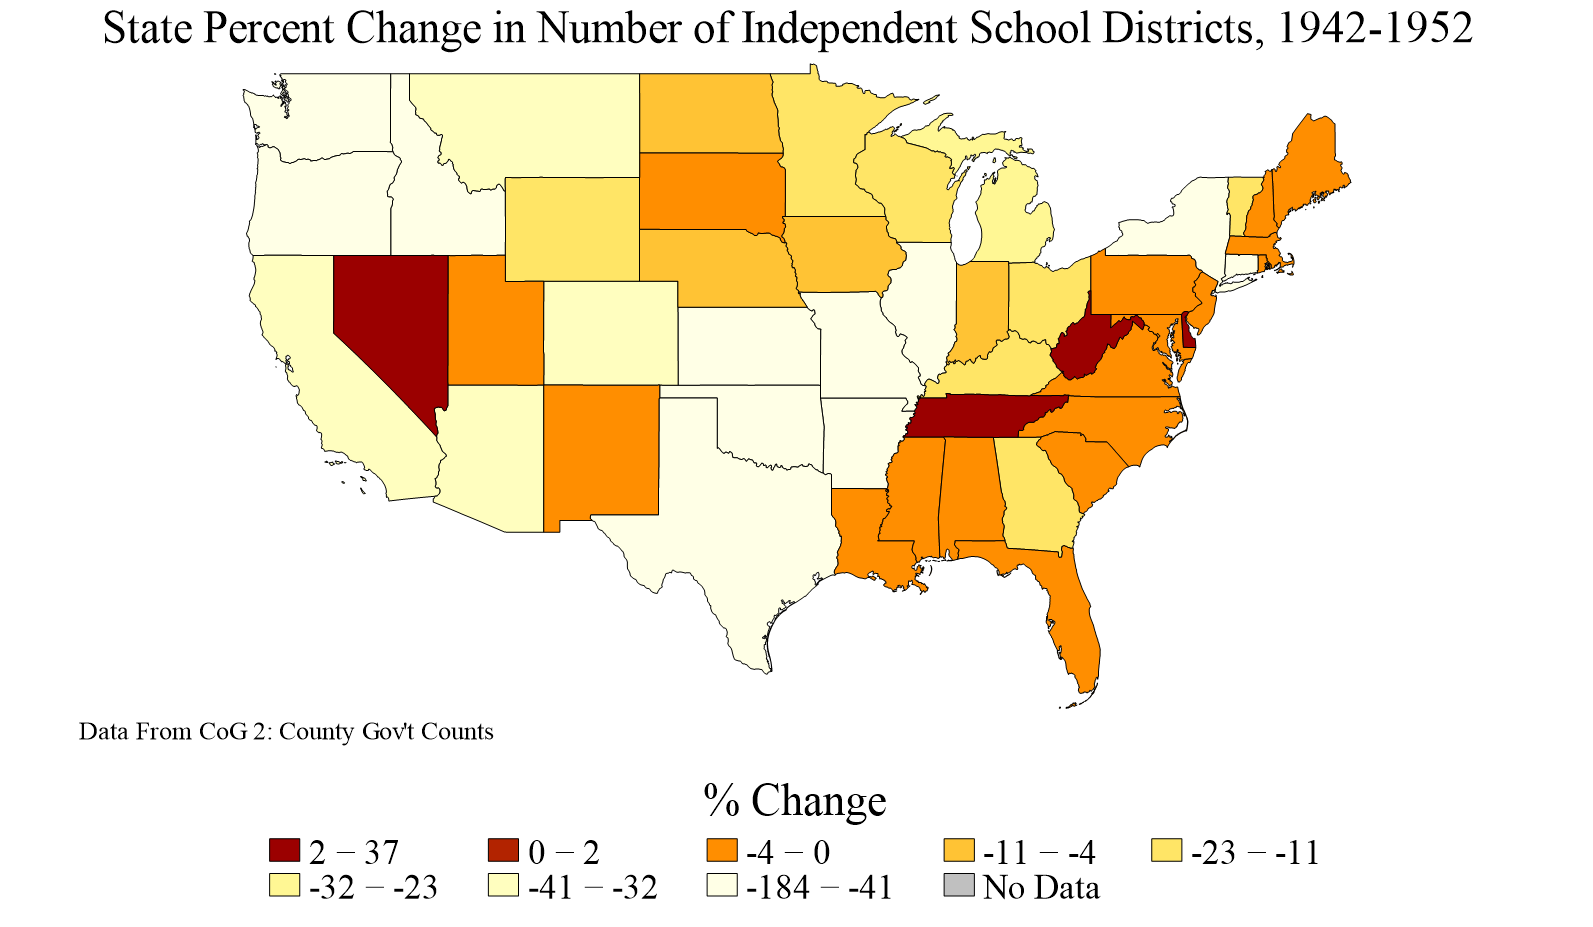 State Percent Change in Number of Independent School Districts, 1942-1952
Data From CoG 2: County Gov't Counts
% Change
2 − 37 0 − 2 -4 − 0 -11 − -4 -23 − -11
-32 − -23 -41 − -32 -184 − -41 No Data